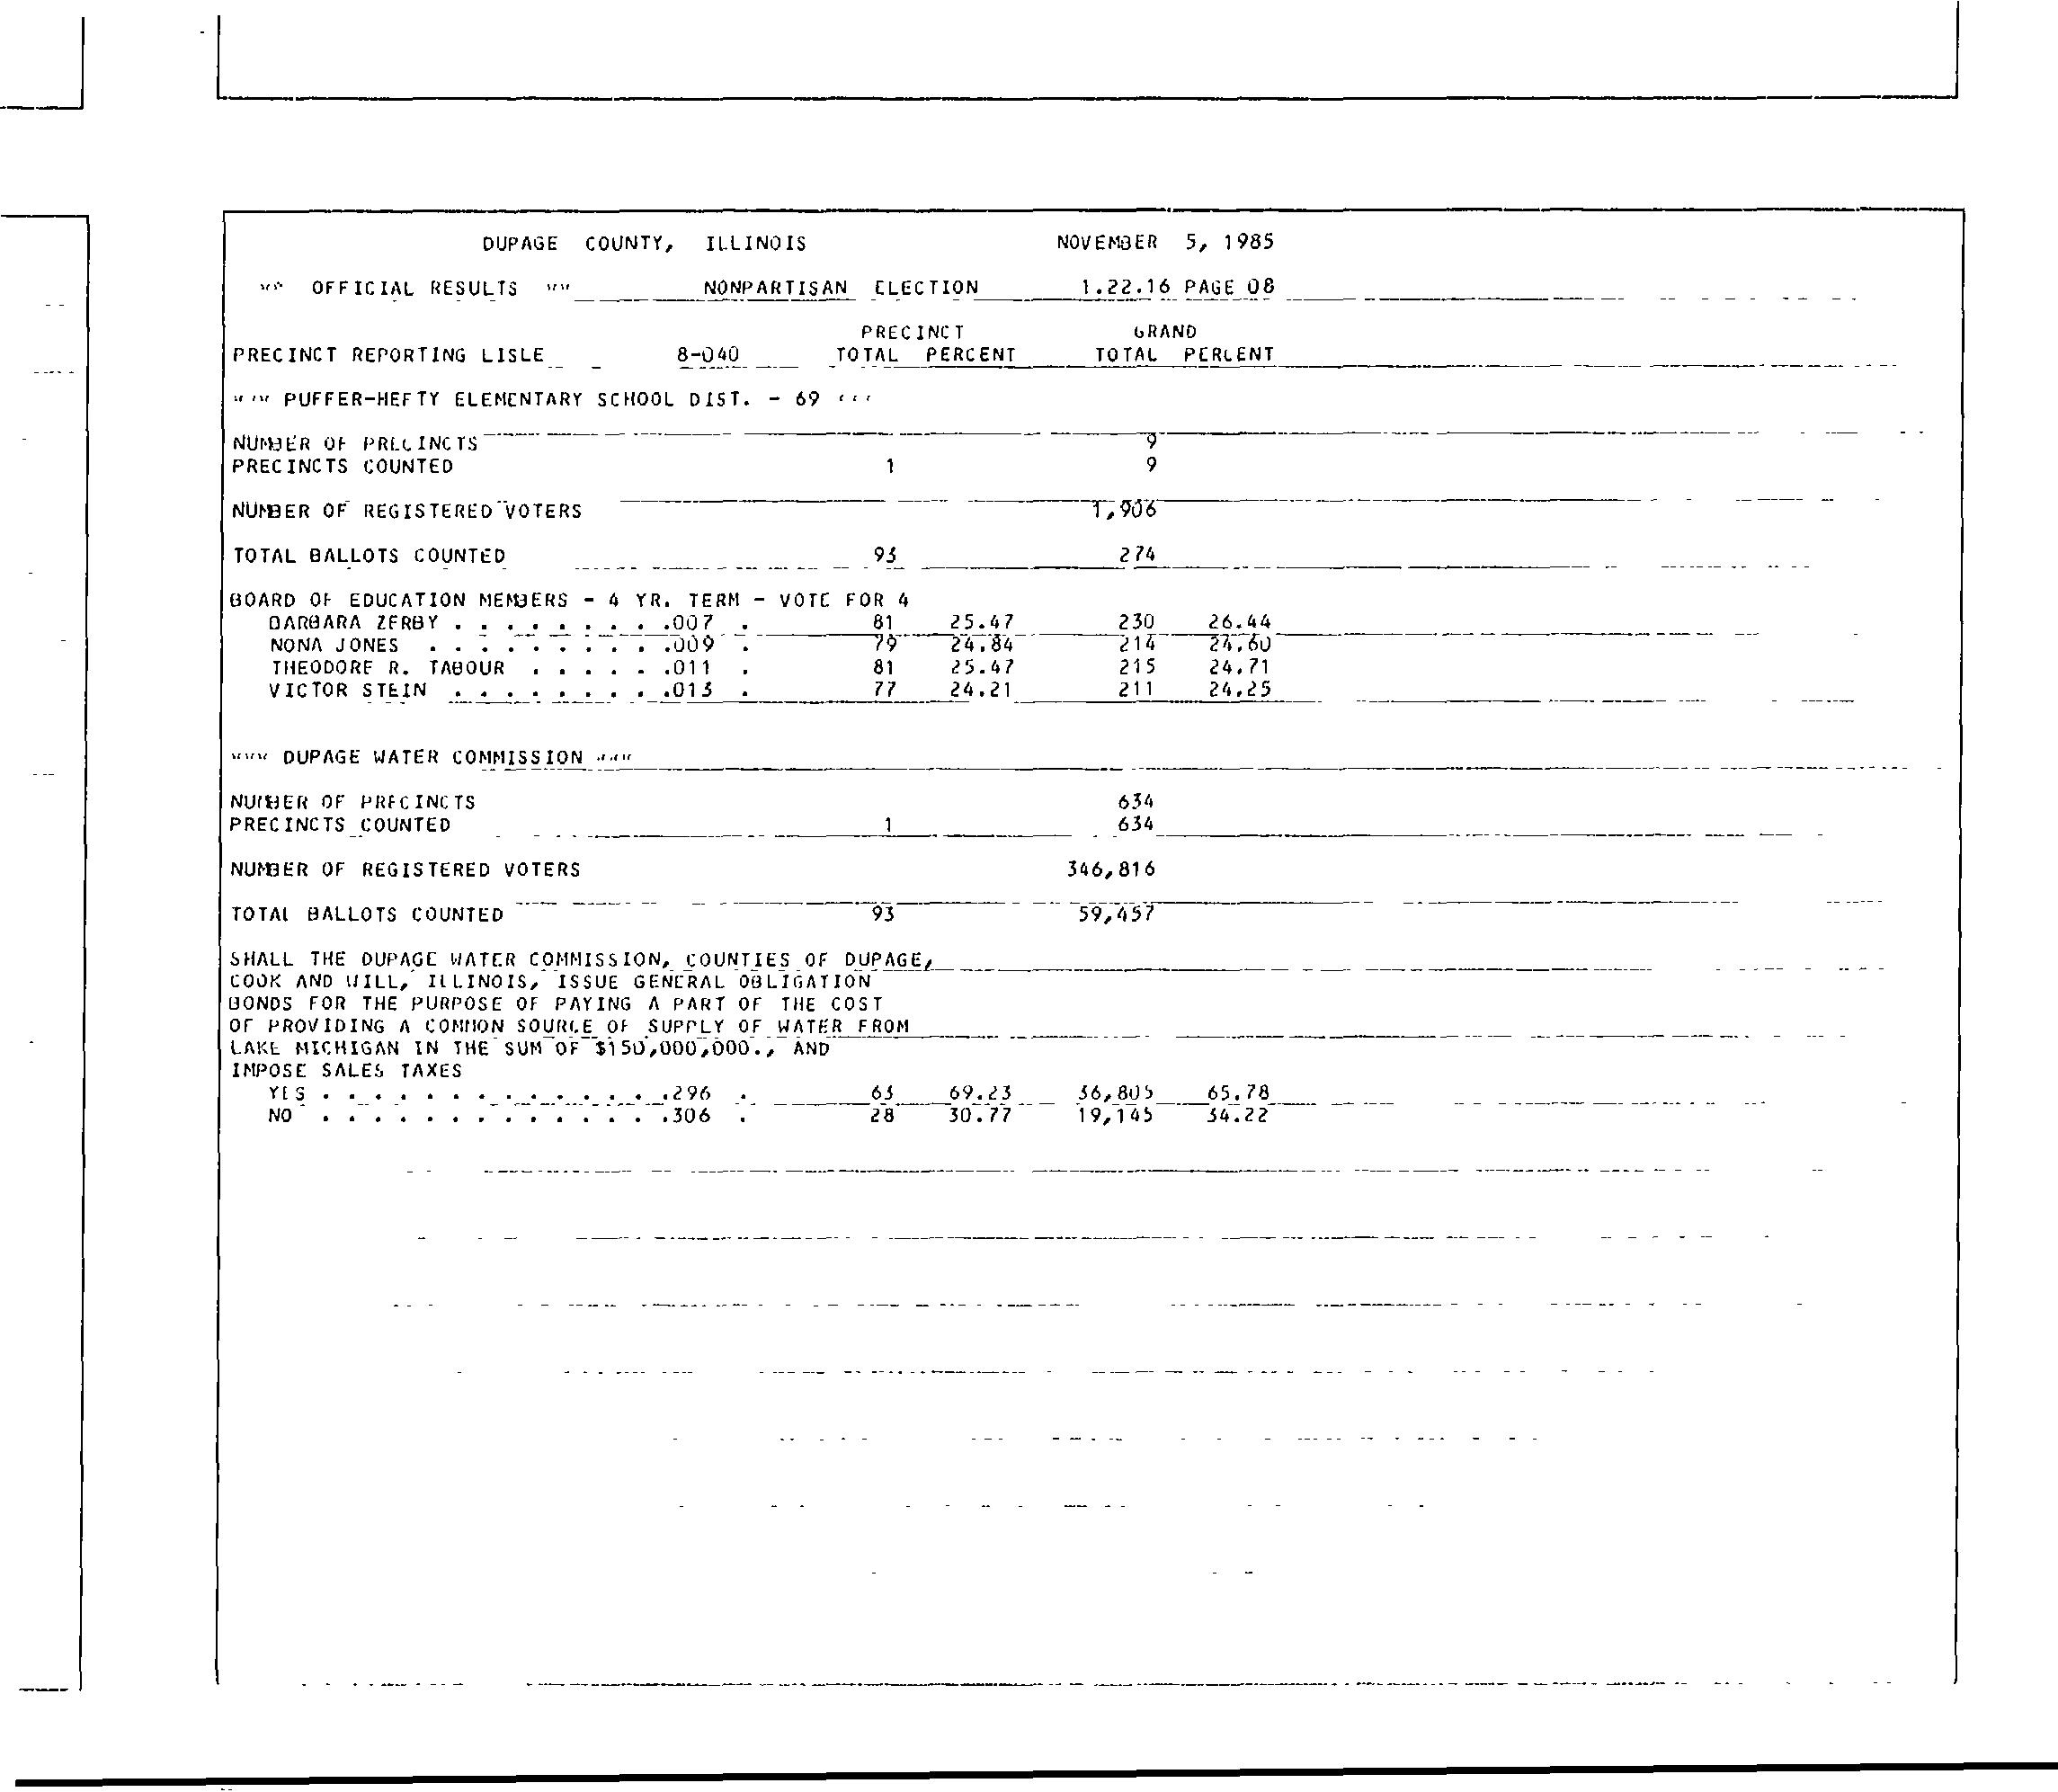 DUPAGE COUNTY, ILLINOIS NOVEMBER 5, 1985
** OFFICIAL RESULTS ** NONPARTISAN ELECTION 1.22.16 PAGE 08
PRECINCT GRAND
PRECINCT REPORTING LISLE 8-040 TOTAL PERCENT TOTAL PERCENT
*** PUFFER-HEFTY ELEMENTARY SCHOOL DIST. - 69 ***
NUMBER OF PRECINCTS 9
PRECINCTS COUNTED 1 9
NUMBER OF REGISTERED VOTERS 1,906
TOTAL BALLOTS COUNTED 93 274
BOARD OF EDUCATION MEMBERS - 4 YR. TERM - VOTE FOR 4
BARBARA ZERBY . . . . . . . . .007 . 81 25.47 230 26.44
NONA JONES . . . . . . . . . .009 . 79 24.84 214 24.60
THEODORE R. TABOUR . . . . . .011 . 81 25.47 215 24.71
VICTOR STEIN . . . . . . . . .013 . 77 24.21 211 24.25
*** DUPAGE WATER COMMISSION ***
NUMBER OF PRECINCTS 634
PRECINCTS COUNTED 1 634
NUMBER OF REGISTERED VOTERS 346,816
TOTAL BALLOTS COUNTED 93 59,457
SHALL THE DUPAGE WATER COMMISSION, COUNTIES OF DUPAGE,
COOK AND WILL, ILLINOIS, ISSUE GENERAL OBLIGATION
BONDS FOR THE PURPOSE OF PAYING A PART OF THE COST
OF PROVIDING A COMMON SOURCE OF SUPPLY OF WATER FROM
LAKE MICHIGAN IN THE SUM OF $150,000,000., AND
IMPOSE SALES TAXES
YES . . . . . . . . . . . . . .296 . 63 69.23 36,805 65.78
NO . . . . . . . . . . . . . .306 . 28 30.77 19,145 34.22